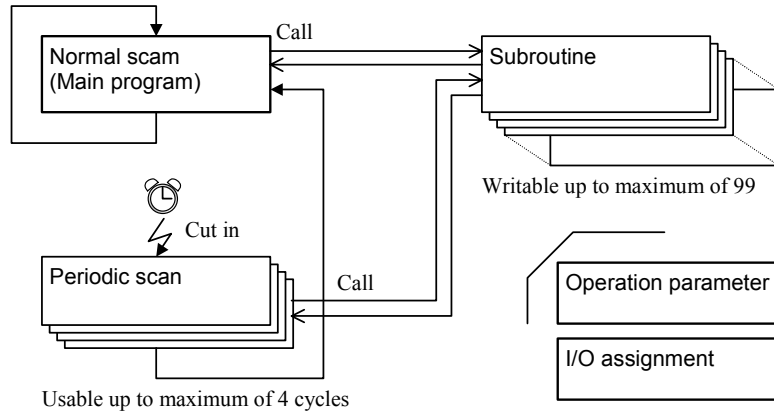 Normal scam
(Main program)
Call
Subroutine
Writable up to maximum of 99
Cut in
Periodic scan
Call
Operation parameter
I/O assignment
Usable up to maximum of 4 cycles